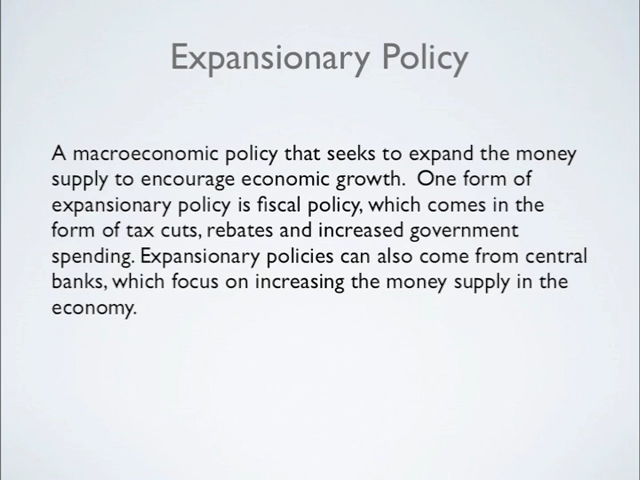 Expansionary Policy
A macroeconomic policy that seeks to expand the money
supply to encourage economic growth.  One form of
expansionary policy is fiscal policy, which comes in the
form of tax cuts, rebates and increased government
spending. Expansionary policies can also come from central
banks, which focus on increasing the money supply in the
economy.